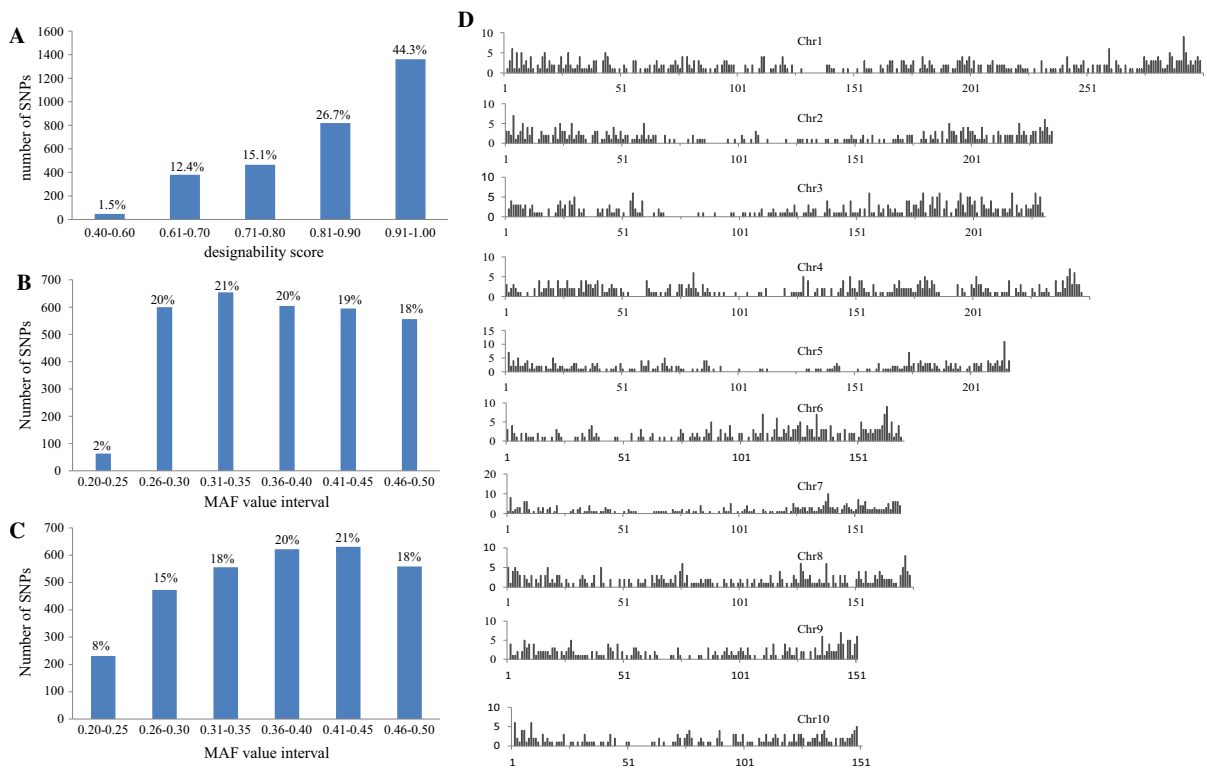 A
number of SNPs
1600
1400
1200
1000
800
600
400
200
0
1.5%
12.4%
15.1%
26.7%
44.3%
0.40-0.60 0.61-0.70 0.71-0.80 0.81-0.90 0.91-1.00
designability score
B
Number of SNPs
700
600
500
400
300
200
100
0
2%
20%
21%
20%
19%
18%
0.20-0.25 0.26-0.30 0.31-0.35 0.36-0.40 0.41-0.45 0.46-0.50
MAF value interval
C
Number of SNPs
700
600
500
400
300
200
100
0
8%
15%
18%
20%
21%
18%
0.20-0.25 0.26-0.30 0.31-0.35 0.36-0.40 0.41-0.45 0.46-0.50
MAF value interval
D
Chr1
10
5
0
1 51 101 151 201 251
Chr2
10
5
0
1 51 101 151 201
Chr3
10
5
0
1 51 101 151 201
Chr4
10
5
0
1 51 101 151 201
Chr5
15
10
5
0
1 51 101 151 201
Chr6
10
5
0
1 51 101 151
Chr7
20
10
0
1 51 101 151
Chr8
10
5
0
1 51 101 151
Chr9
10
5
0
1 51 101 151
Chr10
10
5
0
1 51 101 151